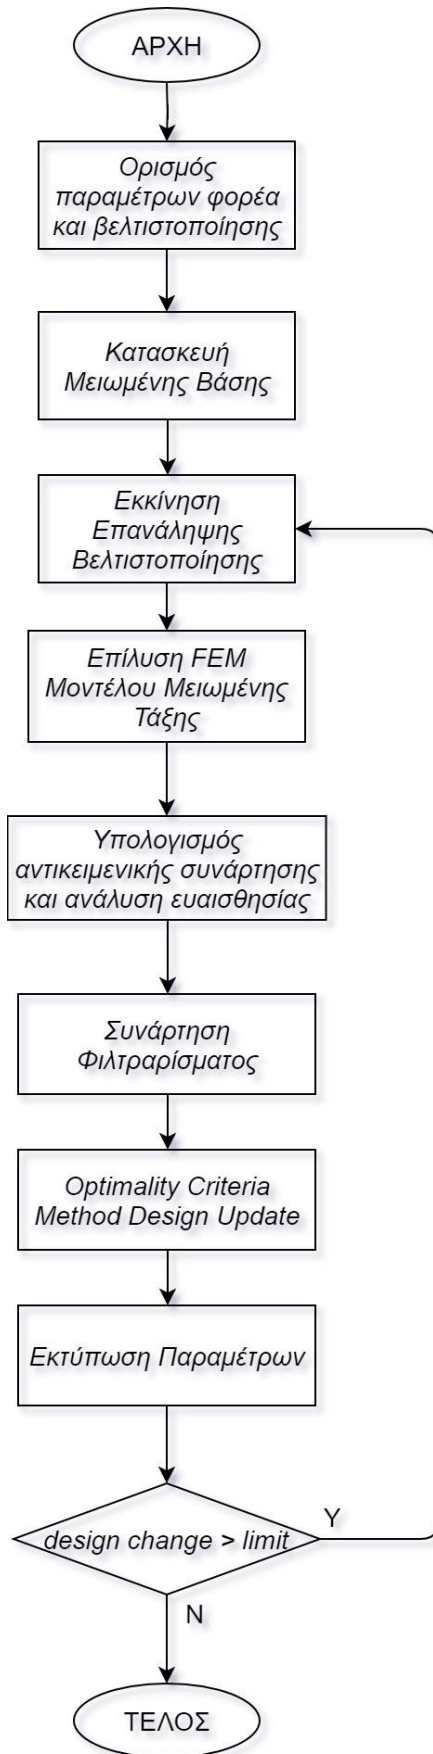 ΑΡΧΗ
Ορισμός
παραμέτρων φορέα
και βελτιστοποίησης
Κατασκευή
Μειωμένης Βάσης
Εκκίνηση
Επανάληψης
Βελτιστοποίησης
Επίλυση FEM
Μοντέλου Μειωμένης
Τάξης
Υπολογισμός
αντικειμενικής συνάρτησης
και ανάλυση ευαισθησίας
Συνάρτηση
Φιλτραρίσματος
Optimality Criteria
Method Design Update
Εκτύπωση Παραμέτρων
design change > limit
Y
N
ΤΕΛΟΣ